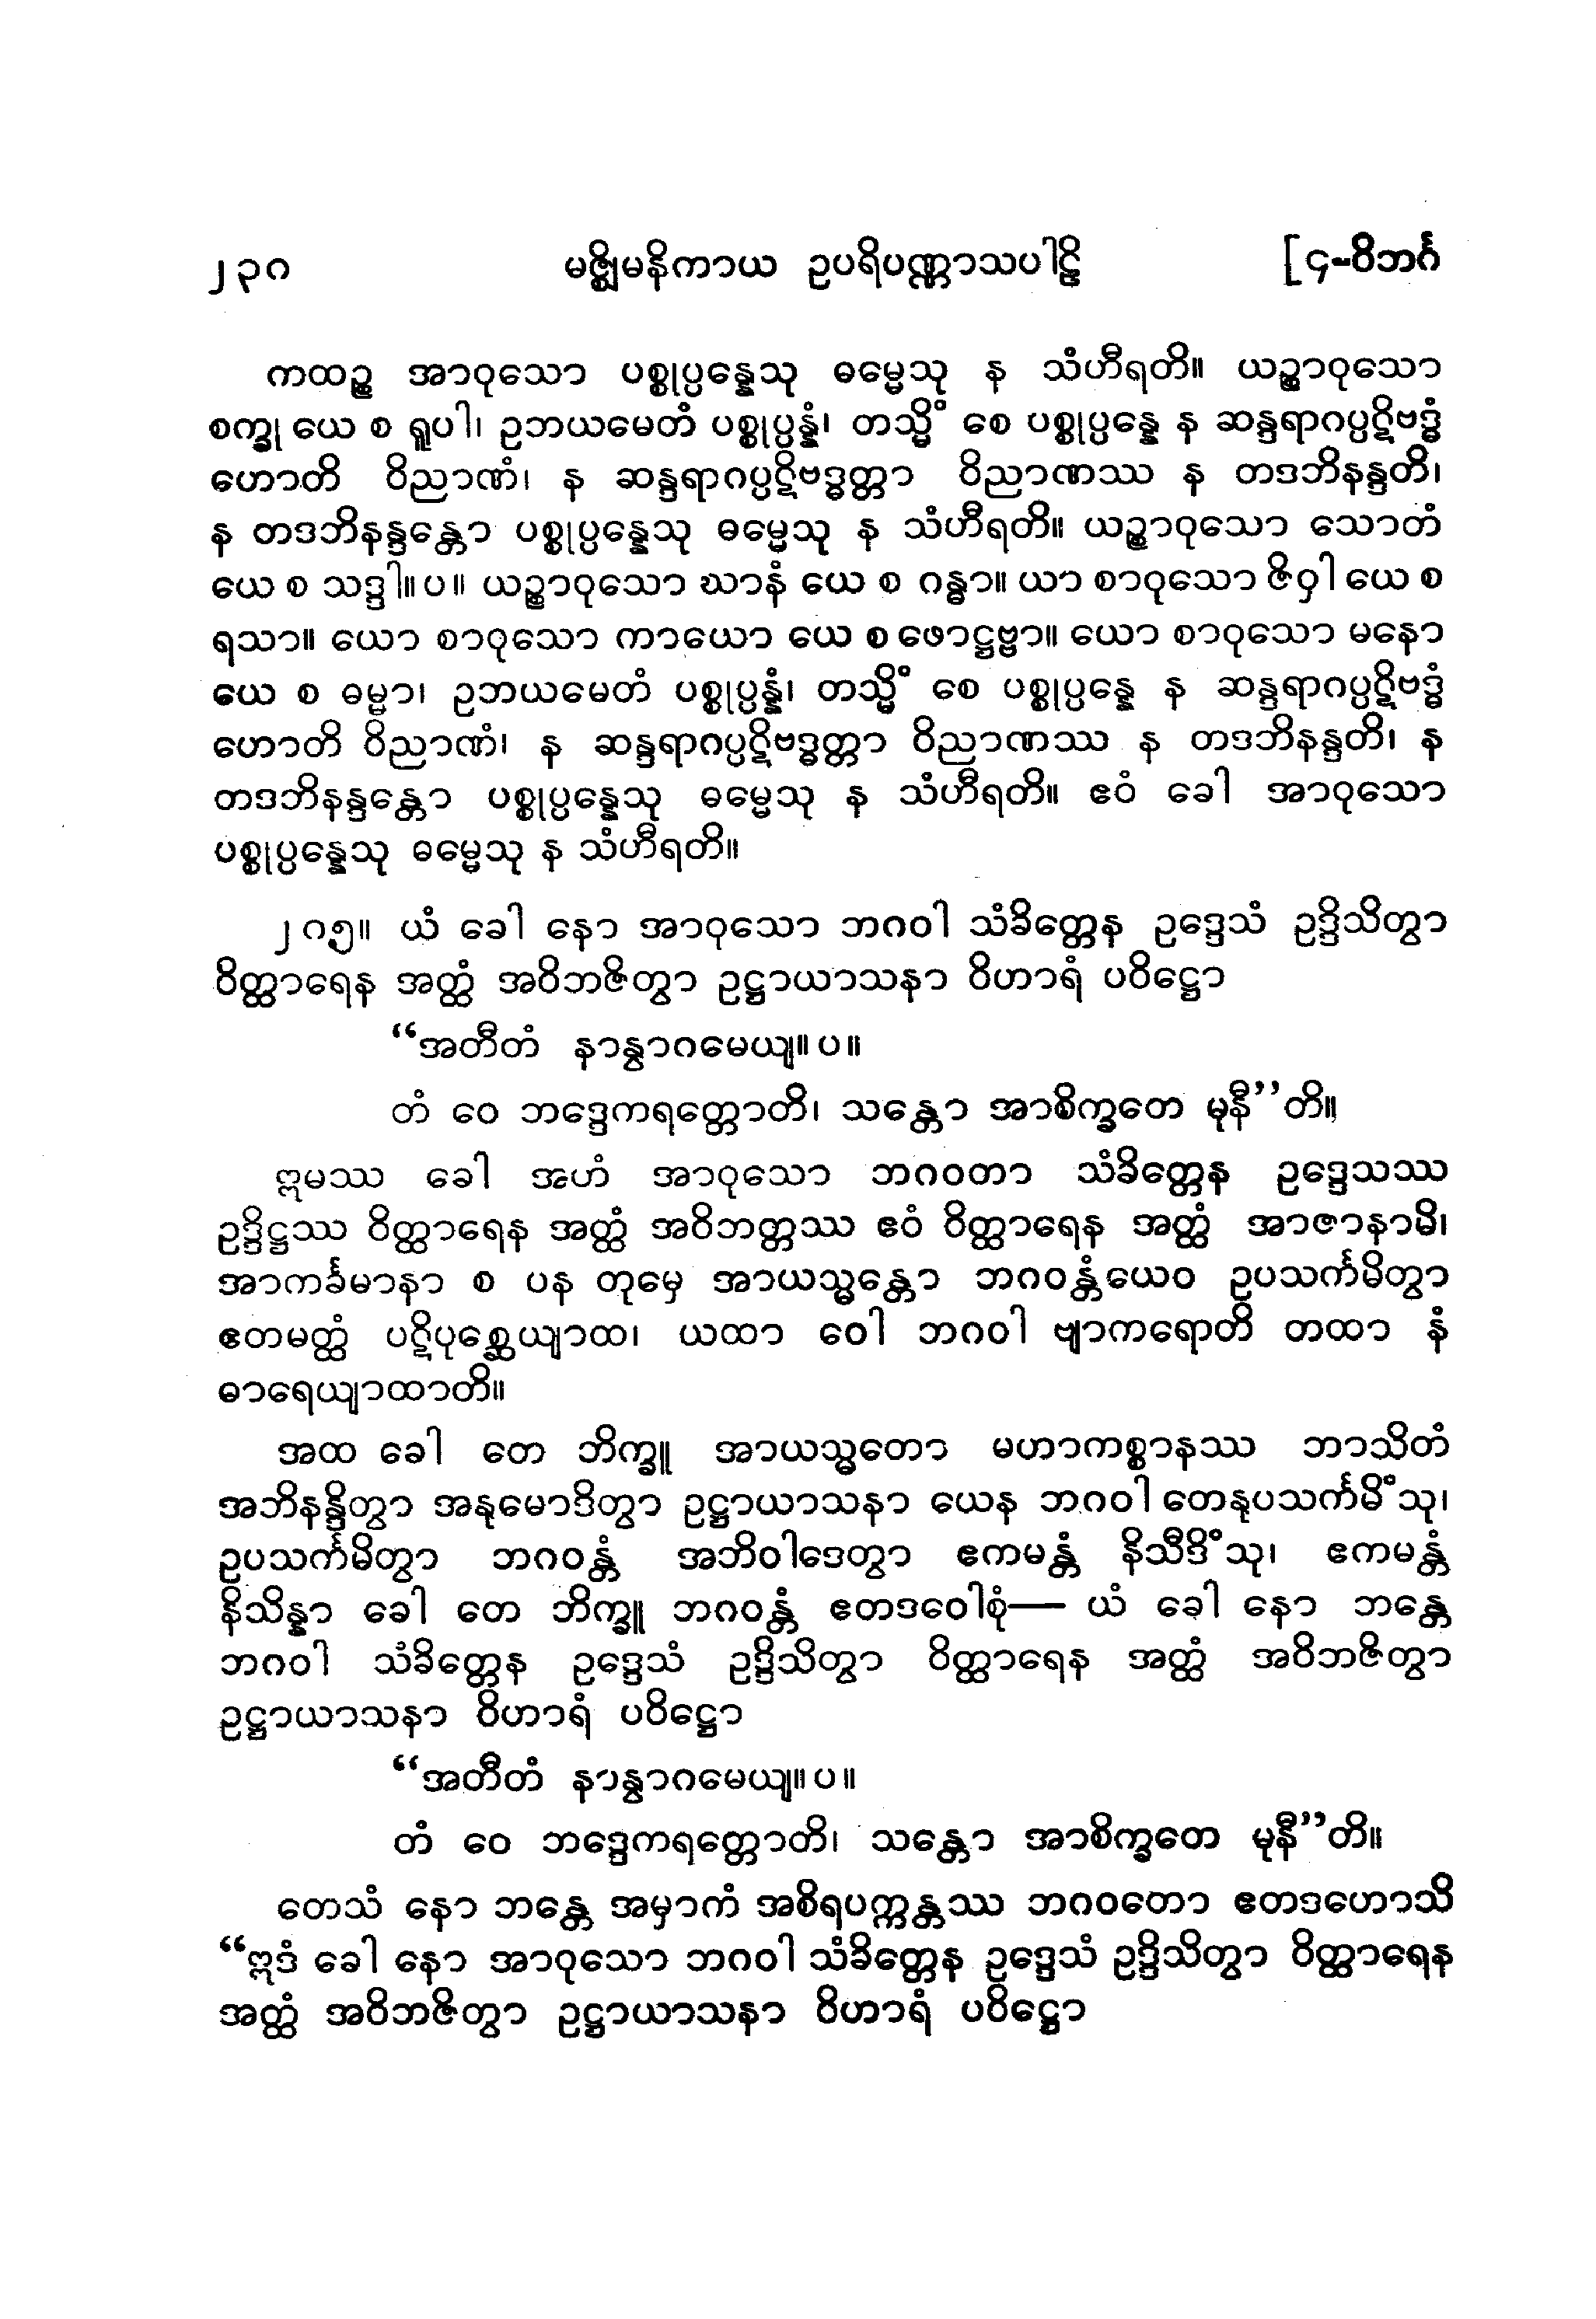 ၂၃၈ မဇ္ဈိမနိကာယ ဥပရိပဏ္ဏာသပါဠိ [၄-ဝိဘင်္ဂ
ကထဉ္စ အာဝုသော ပစ္စုပ္ပန္နေသု ဓမ္မေသု န သံဟီရတိ။ ယဉ္စာဝုသော
စက္ခု ယေ စ ရူပါ၊ ဥဘယမေတံ ပစ္စုပ္ပန္နံ၊ တသ္မိံ စေ ပစ္စုပ္ပန္နေ န ဆန္ဒရာဂပ္ပဋိဗဒ္ဓံ
ဟောတိ ဝိညာဏံ၊ န ဆန္ဒရာဂပ္ပဋိဗဒ္ဓတ္တာ ဝိညာဏဿ န တဒဘိနန္ဒတိ၊
န တဒဘိနန္ဒန္တော ပစ္စုပ္ပန္နေသု ဓမ္မေသု န သံဟီရတိ။ ယဉ္စာဝုသော သောတံ
ယေ စ သဒ္ဒါ။ပ။ ယဉ္စာဝုသော ဃာနံ ယေ စ ဂန္ဓာ။ ယာ စာဝုသော ဇိဝှါ ယေ စ
ရသာ။ ယော စာဝုသော ကာယော ယေ စ ဖောဋ္ဌဗ္ဗာ။ ယော စာဝုသော မနော
ယေ စ ဓမ္မာ၊ ဥဘယမေတံ ပစ္စုပ္ပန္နံ၊ တသ္မိံ စေ ပစ္စုပ္ပန္နေ န ဆန္ဒရာဂပ္ပဋိဗဒ္ဓံ
ဟောတိ ဝိညာဏံ၊ န ဆန္ဒရာဂပ္ပဋိဗဒ္ဓတ္တာ ဝိညာဏဿ န တဒဘိနန္ဒတိ၊ န
တဒဘိနန္ဒန္တော ပစ္စုပ္ပန္နေသု ဓမ္မေသု န သံဟီရတိ။ ဧဝံ ခေါ အာဝုသော
ပစ္စုပ္ပန္နေသု ဓမ္မေသု န သံဟီရတိ။
၂၈၅။ ယံ ခေါ နော အာဝုသော ဘဂဝါ သံခိတ္တေန ဥဒ္ဒေသံ ဥဒ္ဒိသိတွာ
ဝိတ္ထာရေန အတ္ထံ အဝိဘဇိတွာ ဥဋ္ဌာယာသနာ ဝိဟာရံ ပဝိဋ္ဌော
“အတီတံ နာနွာဂမေယျ။ပ။
တံ ဝေ ဘဒ္ဒေကရတ္တောတိ၊ သန္တော အာစိက္ခတေ မုနီ”တိ။
ဣမဿ ခေါ အဟံ အာဝုသော ဘဂဝတာ သံခိတ္တေန ဥဒ္ဒေသဿ
ဥဒ္ဒိဋ္ဌဿ ဝိတ္ထာရေန အတ္ထံ အဝိဘတ္တဿ ဧဝံ ဝိတ္ထာရေန အတ္ထံ အာဇာနာမိ၊
အာကင်္ခမာနာ စ ပန တုမှေ အာယသ္မန္တော ဘဂဝန္တံယေဝ ဥပသင်္ကမိတွာ
ဧတမတ္ထံ ပဋိပုစ္ဆေယျာထ၊ ယထာ ဝေါ ဘဂဝါ ဗျာကရောတိ တထာ နံ
ဓာရေယျာထာတိ။
အထ ခေါ တေ ဘိက္ခူ အာယသ္မတော မဟာကစ္စာနဿ ဘာသိတံ
အဘိနန္ဒိတွာ အနုမောဒိတွာ ဥဋ္ဌာယာသနာ ယေန ဘဂဝါ တေနုပသင်္ကမိံသု၊
ဥပသင်္ကမိတွာ ဘဂဝန္တံ အဘိဝါဒေတွာ ဧကမန္တံ နိသီဒိံသု၊ ဧကမန္တံ
နိသိန္နာ ခေါ တေ ဘိက္ခူ ဘဂဝန္တံ ဧတဒဝေါစုံ— ယံ ခေါ နော ဘန္တေ
ဘဂဝါ သံခိတ္တေန ဥဒ္ဒေသံ ဥဒ္ဒိသိတွာ ဝိတ္ထာရေန အတ္ထံ အဝိဘဇိတွာ
ဥဋ္ဌာယာသနာ ဝိဟာရံ ပဝိဋ္ဌော
“အတီတံ နာနွာဂမေယျ။ပ။
တံ ဝေ ဘဒ္ဒေကရတ္တောတိ၊ သန္တော အာစိက္ခတေ မုနီ”တိ။
တေသံ နော ဘန္တေ အမှာကံ အစိရပက္ကန္တဿ ဘဂဝတော ဧတဒဟောသိ
“ဣဒံ ခေါ နော အာဝုသော ဘဂဝါ သံခိတ္တေန ဥဒ္ဒေသံ ဥဒ္ဒိသိတွာ ဝိတ္ထာရေန
အတ္ထံ အဝိဘဇိတွာ ဥဋ္ဌာယာသနာ ဝိဟာရံ ပဝိဋ္ဌော